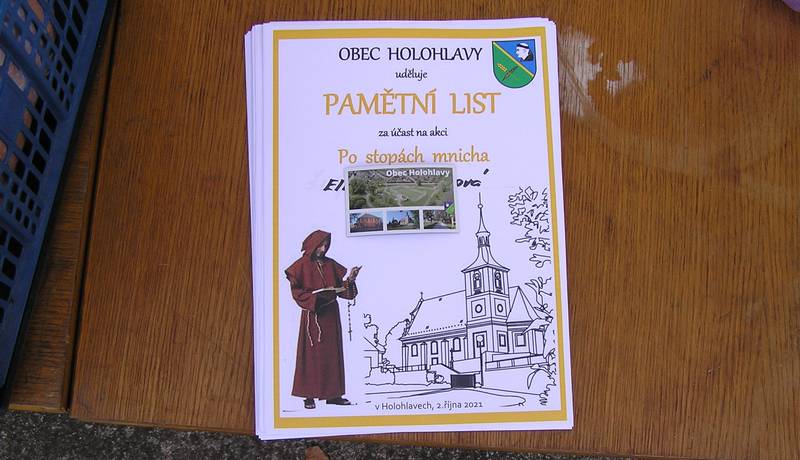 OBEC HOLOHLAVY
uděluje
PAMĚTNÍ LIST
za účast na akci
Po stopách mnicha
Obec Holohlavy
v Holohlavech, 2.října 2021